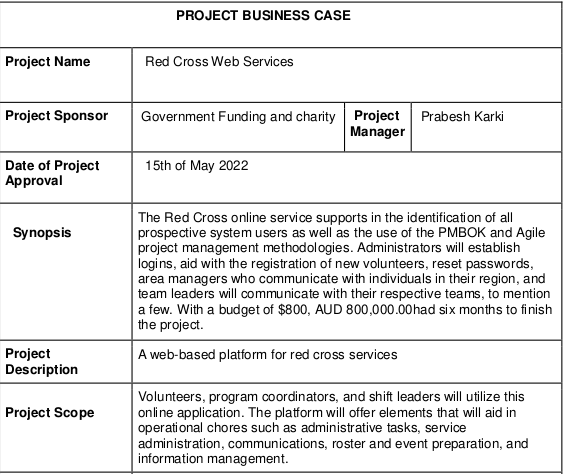 PROJECT BUSINESS CASE
Project Name
Red Cross Web Services
Project Sponsor
Government Funding and charity
Project
Manager
Prabesh Karki
Date of Project
Approval
15th of May 2022
Synopsis
The Red Cross online service supports in the identification of all
prospective system users as well as the use of the PMBOK and Agile
project management methodologies. Administrators will establish
logins, aid with the registration of new volunteers, reset passwords,
area managers who communicate with individuals in their region, and
team leaders will communicate with their respective teams, to mention
a few. With a budget of $800, AUD 800,000.00had six months to finish
the project.
Project
Description
A web-based platform for red cross services
Project Scope
Volunteers, program coordinators, and shift leaders will utilize this
online application. The platform will offer elements that will aid in
operational chores such as administrative tasks, service
administration, communications, roster and event preparation, and
information management.